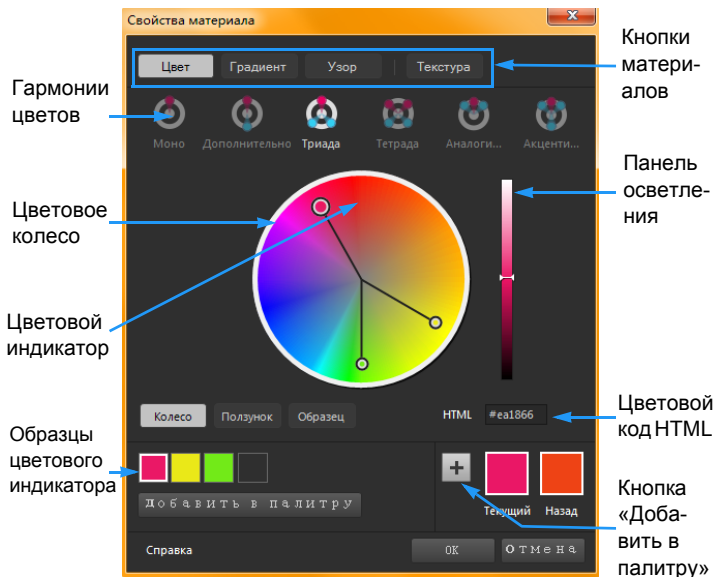 Свойства материала
Кнопки
матери-
алов
Цвет Градиент Узор Текстура
Гармонии
цветов
Моно Дополнительно Триада Тетрада Аналоги... Акценти...
Панель
осветле-
ния
Цветовое
колесо
Цветовой
индикатор
Колесо Ползунок Образец HTML #ea1866
Цветовой
код HTML
Образцы
цветового
индикатора
Добавить в палитру
Текущий Назад
Кнопка
«Доба-
вить в
палитру»
Справка OK Отмена